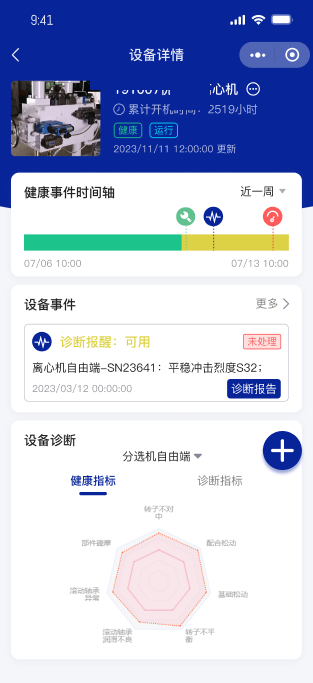 9:41
设备详情
离心机
累计开机时间：2519小时
健康 运行
2023/11/11 12:00:00 更新
健康事件时间轴 近一周
07/06 10:00 07/13 10:00
设备事件 更多
诊断报醒：可用 未处理
离心机自由端-SN23641：平稳冲击烈度S32；
2023/03/12 00:00:00 诊断报告
设备诊断
分选机自由端
健康指标 诊断指标
转子不对
中
部件碰摩 配合松动
滚动轴承
异常
基础松动
滚动轴承
润滑不良
转子不平
衡